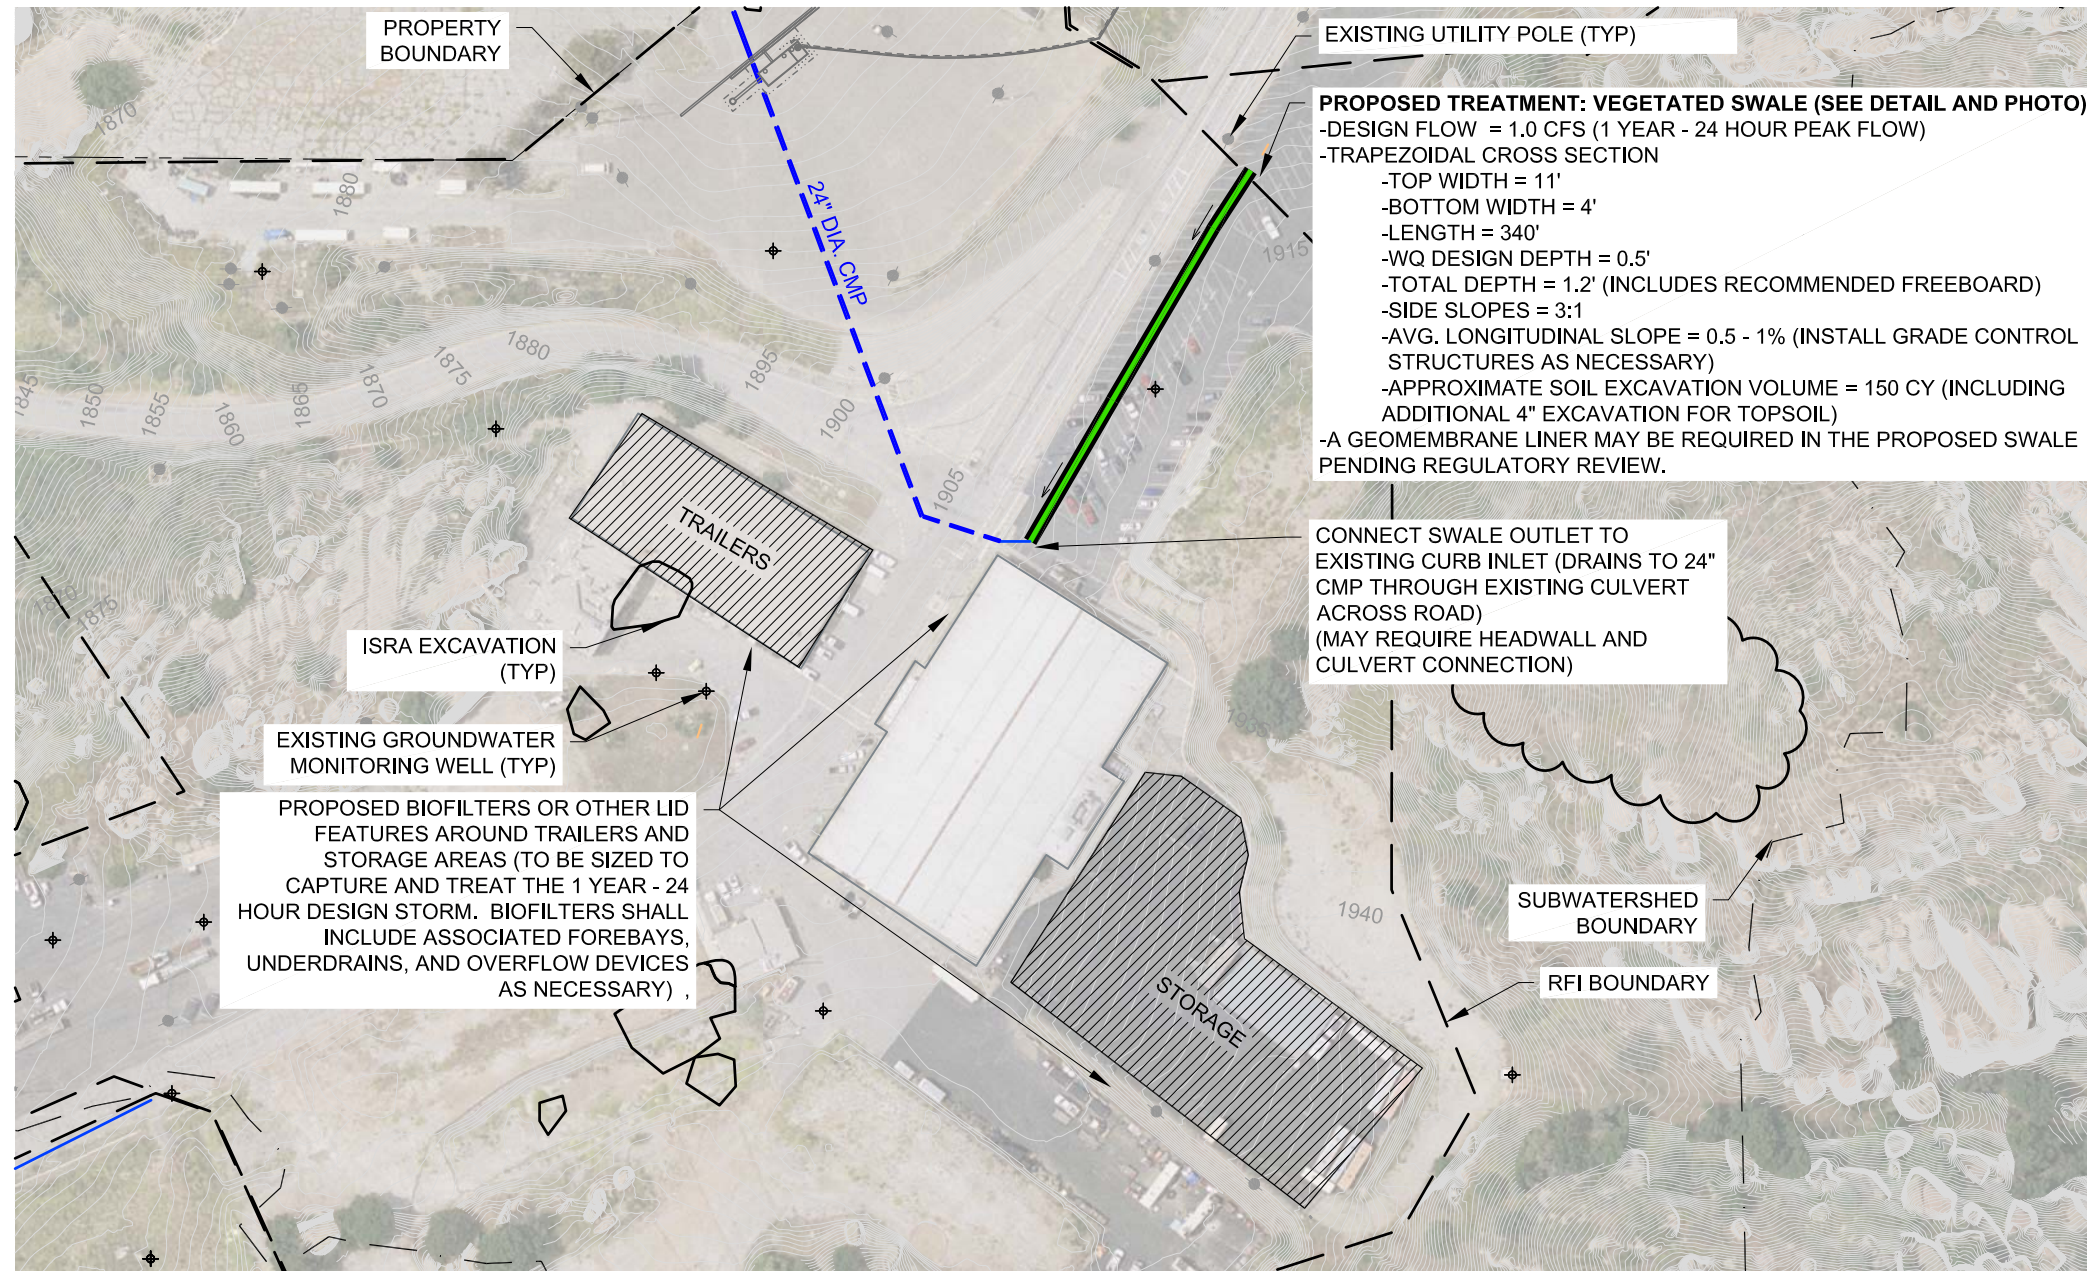 PROPERTY
BOUNDARY
EXISTING UTILITY POLE (TYP)
PROPOSED TREATMENT: VEGETATED SWALE (SEE DETAIL AND PHOTO)
-DESIGN FLOW = 1.0 CFS (1 YEAR - 24 HOUR PEAK FLOW)
-TRAPEZOIDAL CROSS SECTION
-TOP WIDTH = 11'
-BOTTOM WIDTH = 4'
-LENGTH = 340'
-WQ DESIGN DEPTH = 0.5'
-TOTAL DEPTH = 1.2' (INCLUDES RECOMMENDED FREEBOARD)
-SIDE SLOPES = 3:1
-AVG. LONGITUDINAL SLOPE = 0.5 - 1% (INSTALL GRADE CONTROL
STRUCTURES AS NECESSARY)
-APPROXIMATE SOIL EXCAVATION VOLUME = 150 CY (INCLUDING
ADDITIONAL 4" EXCAVATION FOR TOPSOIL)
-A GEOMEMBRANE LINER MAY BE REQUIRED IN THE PROPOSED SWALE
PENDING REGULATORY REVIEW.
1870
1880
24" DIA. CMP
1915
1845
1850
1855
1860
1865
1870
1875
1880
1895
1900
1905
TRAILERS
CONNECT SWALE OUTLET TO
EXISTING CURB INLET (DRAINS TO 24"
CMP THROUGH EXISTING CULVERT
ACROSS ROAD)
(MAY REQUIRE HEADWALL AND
CULVERT CONNECTION)
1875
ISRA EXCAVATION
(TYP)
EXISTING GROUNDWATER
MONITORING WELL (TYP)
PROPOSED BIOFILTERS OR OTHER LID
FEATURES AROUND TRAILERS AND
STORAGE AREAS (TO BE SIZED TO
CAPTURE AND TREAT THE 1 YEAR - 24
HOUR DESIGN STORM. BIOFILTERS SHALL
INCLUDE ASSOCIATED FOREBAYS,
UNDERDRAINS, AND OVERFLOW DEVICES
AS NECESSARY) ,
1940
SUBWATERSHED
BOUNDARY
RFI BOUNDARY
STORAGE